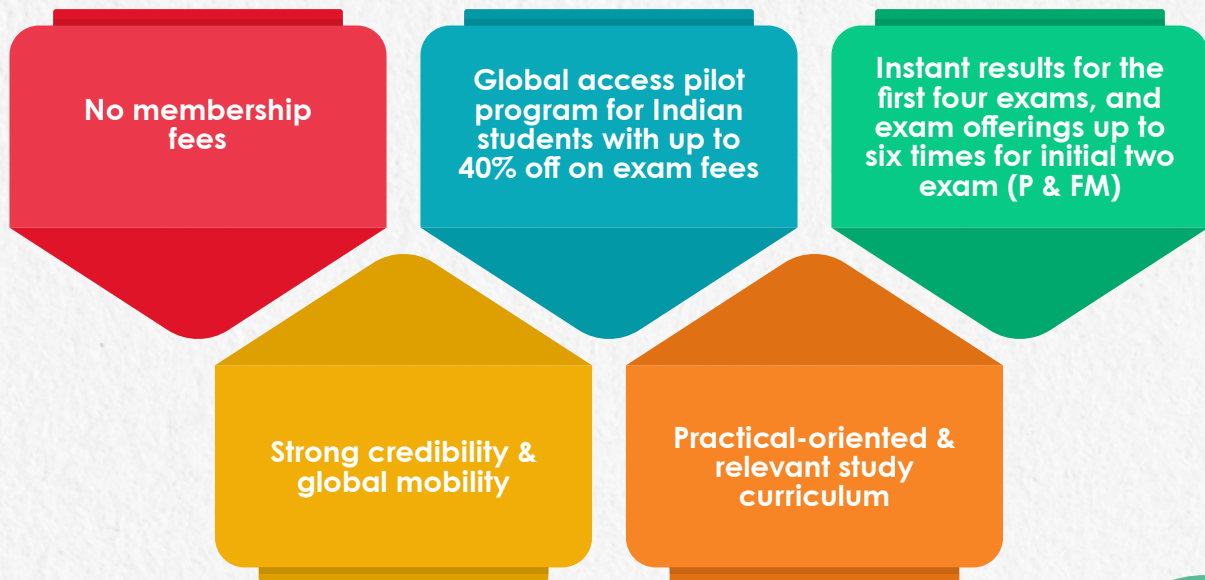 No membership
fees
Global access pilot
program for Indian
students with up to
40% off on exam fees
Instant results for the
first four exams, and
exam offerings up to
six times for initial two
exam (P & FM)
Strong credibility &
global mobility
Practical-oriented &
relevant study
curriculum